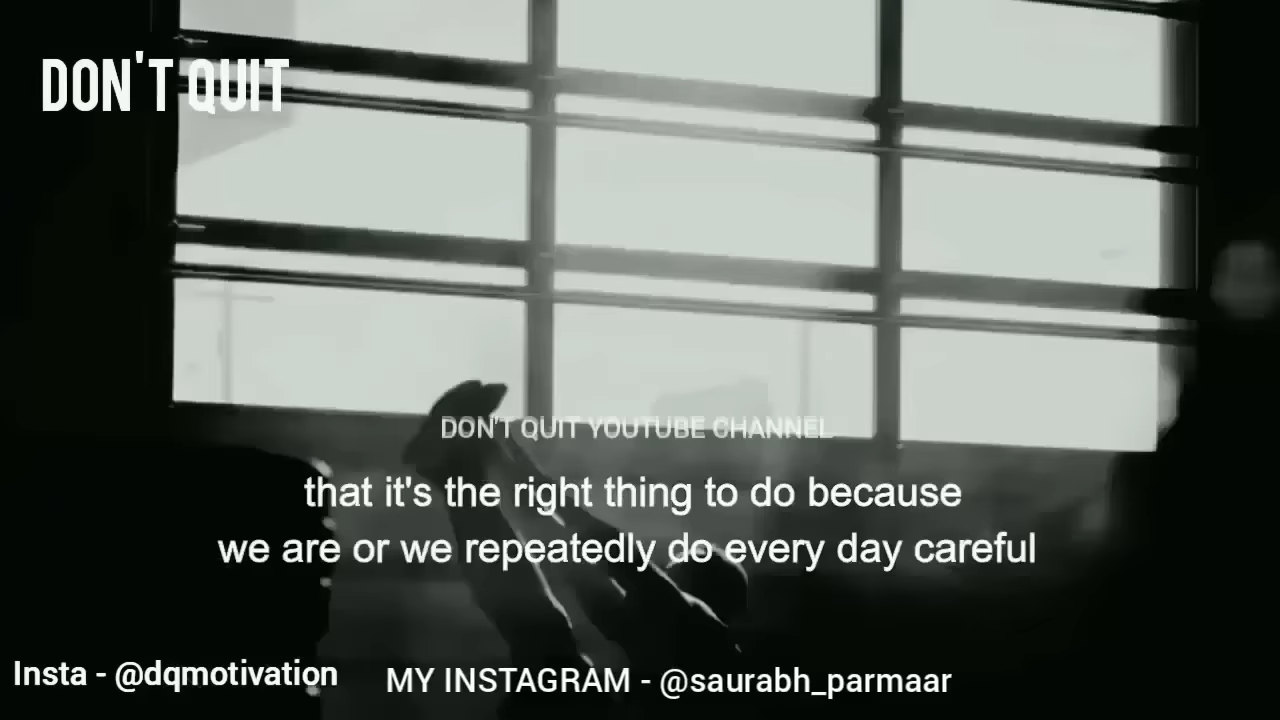 DON'T QUIT
DON'T QUIT YOUTUBE CHANNEL
that it's the right thing to do because
we are or we repeatedly do every day careful
Insta - @dqmotivation
MY INSTAGRAM - @saurabh_parmaar